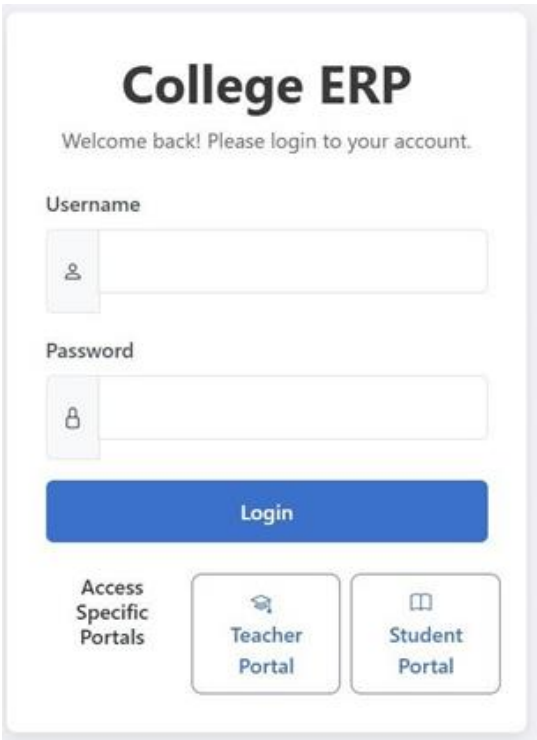 College ERP
Welcome back! Please login to your account.
Username
Password
Login
Access
Specific
Portals
Teacher
Portal
Student
Portal